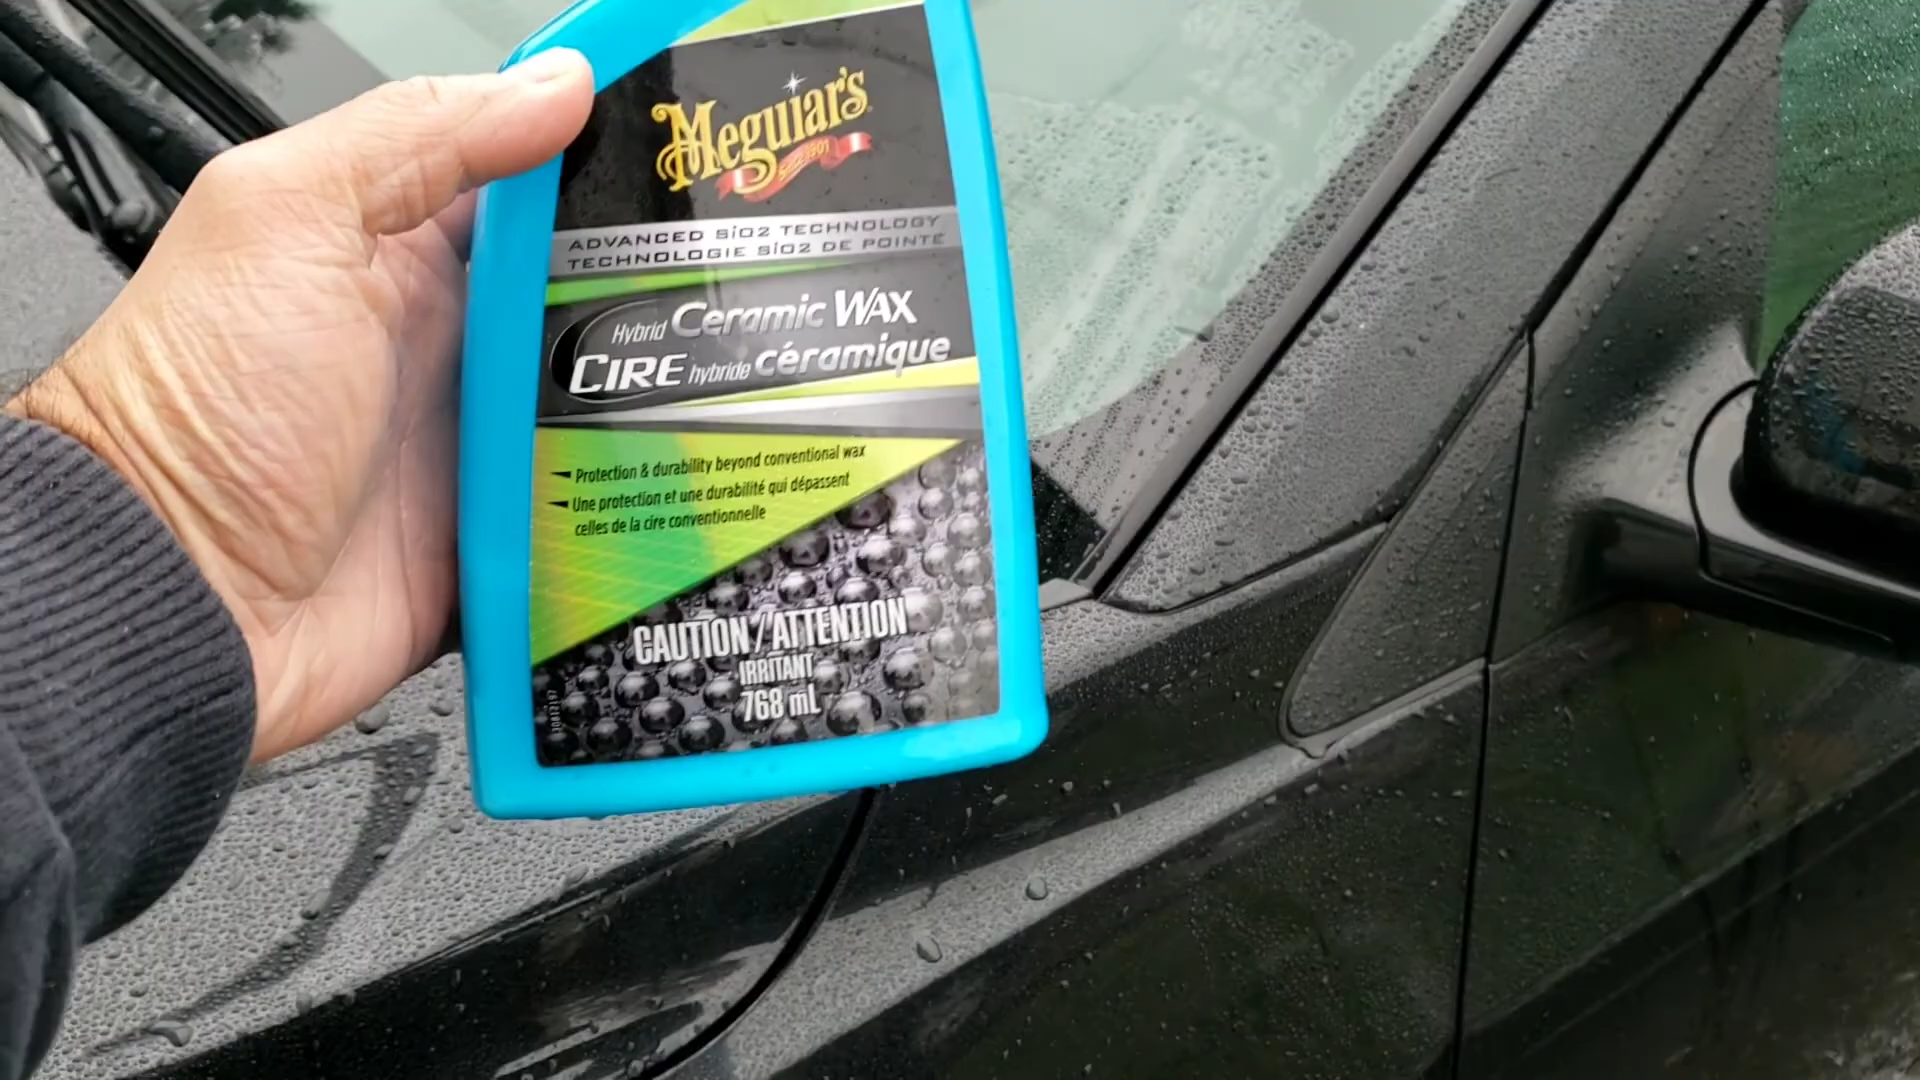 Meguiar's
Since 1901
ADVANCED SiO2 TECHNOLOGY
TECHNOLOGIE SiO2 DE POINTE
Hybrid Ceramic WAX
CIRE hybride céramique
Protection & durability beyond conventional wax
Une protection et une durabilité qui dépassent
celles de la cire conventionnelle
CAUTION / ATTENTION
IRRITANT
768 mL